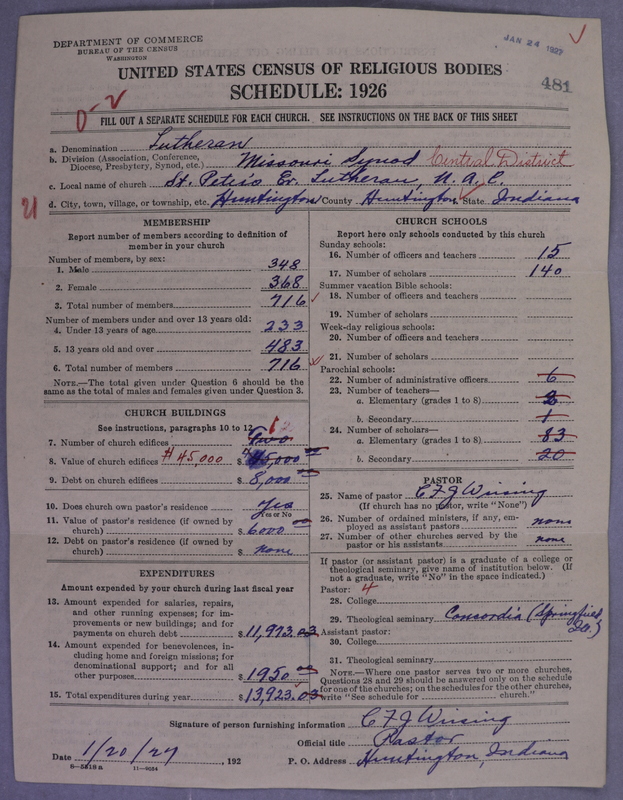 DEPARTMENT OF COMMERCE
BUREAU OF THE CENSUS
WASHINGTON
JAN 24 1927
UNITED STATES CENSUS OF RELIGIOUS BODIES
SCHEDULE: 1926
481
FILL OUT A SEPARATE SCHEDULE FOR EACH CHURCH. SEE INSTRUCTIONS ON THE BACK OF THIS SHEET
a. Denomination Lutheran
b. Division (Association, Conference, Diocese, Presbytery, Synod, etc.) Missouri Synod Central District
c. Local name of church St. Peter's Ev. Lutheran U.A.C.
d. City, town, village, or township, etc. Huntington County Huntington State Indiana
MEMBERSHIP
Report number of members according to definition of
member in your church
Number of members, by sex:
1. Male 348
2. Female 368
3. Total number of members 716
Number of members under and over 13 years old:
4. Under 13 years of age 233
5. 13 years old and over 483
6. Total number of members 716
NOTE.—The total given under Question 6 should be the
same as the total of males and females given under Question 3.
CHURCH BUILDINGS
See instructions, paragraphs 10 to 12
7. Number of church edifices Two
8. Value of church edifices #45,000 $ 45,000
9. Debt on church edifices $ 8,000
10. Does church own pastor's residence Yes
Yes or No
11. Value of pastor's residence (if owned by
church) $ 6000
12. Debt on pastor's residence (if owned by
church) $ none
EXPENDITURES
Amount expended by your church during last fiscal year
13. Amount expended for salaries, repairs,
and other running expenses; for im-
provements or new buildings; and for
payments on church debt $ 11,973.03
14. Amount expended for benevolences, in-
cluding home and foreign missions; for
denominational support; and for all
other purposes $ 1950.00
15. Total expenditures during year $ 13,923.03
CHURCH SCHOOLS
Report here only schools conducted by this church
Sunday schools:
16. Number of officers and teachers 15
17. Number of scholars 140
Summer vacation Bible schools:
18. Number of officers and teachers
19. Number of scholars
Week-day religious schools:
20. Number of officers and teachers
21. Number of scholars
Parochial schools:
22. Number of administrative officers 6
23. Number of teachers—
a. Elementary (grades 1 to 8) 2
b. Secondary 1
24. Number of scholars—
a. Elementary (grades 1 to 8) 83
b. Secondary 20
PASTOR
25. Name of pastor C F J Wirsing
(If church has no pastor, write "None")
26. Number of ordained ministers, if any, em-
ployed as assistant pastors none
27. Number of other churches served by the
pastor or his assistants none
If pastor (or assistant pastor) is a graduate of a college or
theological seminary, give name of institution below. (If
not a graduate, write "No" in the space indicated.)
Pastor: 4
28. College
29. Theological seminary Concordia (Springfield
Ill.)
Assistant pastor:
30. College
31. Theological seminary
NOTE.—Where one pastor serves two or more churches,
Questions 28 and 29 should be answered only on the schedule
for one of the churches; on the schedules for the other churches,
write "See schedule for church."
Signature of person furnishing information C F J Wirsing
Official title Pastor
Date 1/20/27, 192 P. O. Address Huntington, Indiana
8-5518 a 11-9034